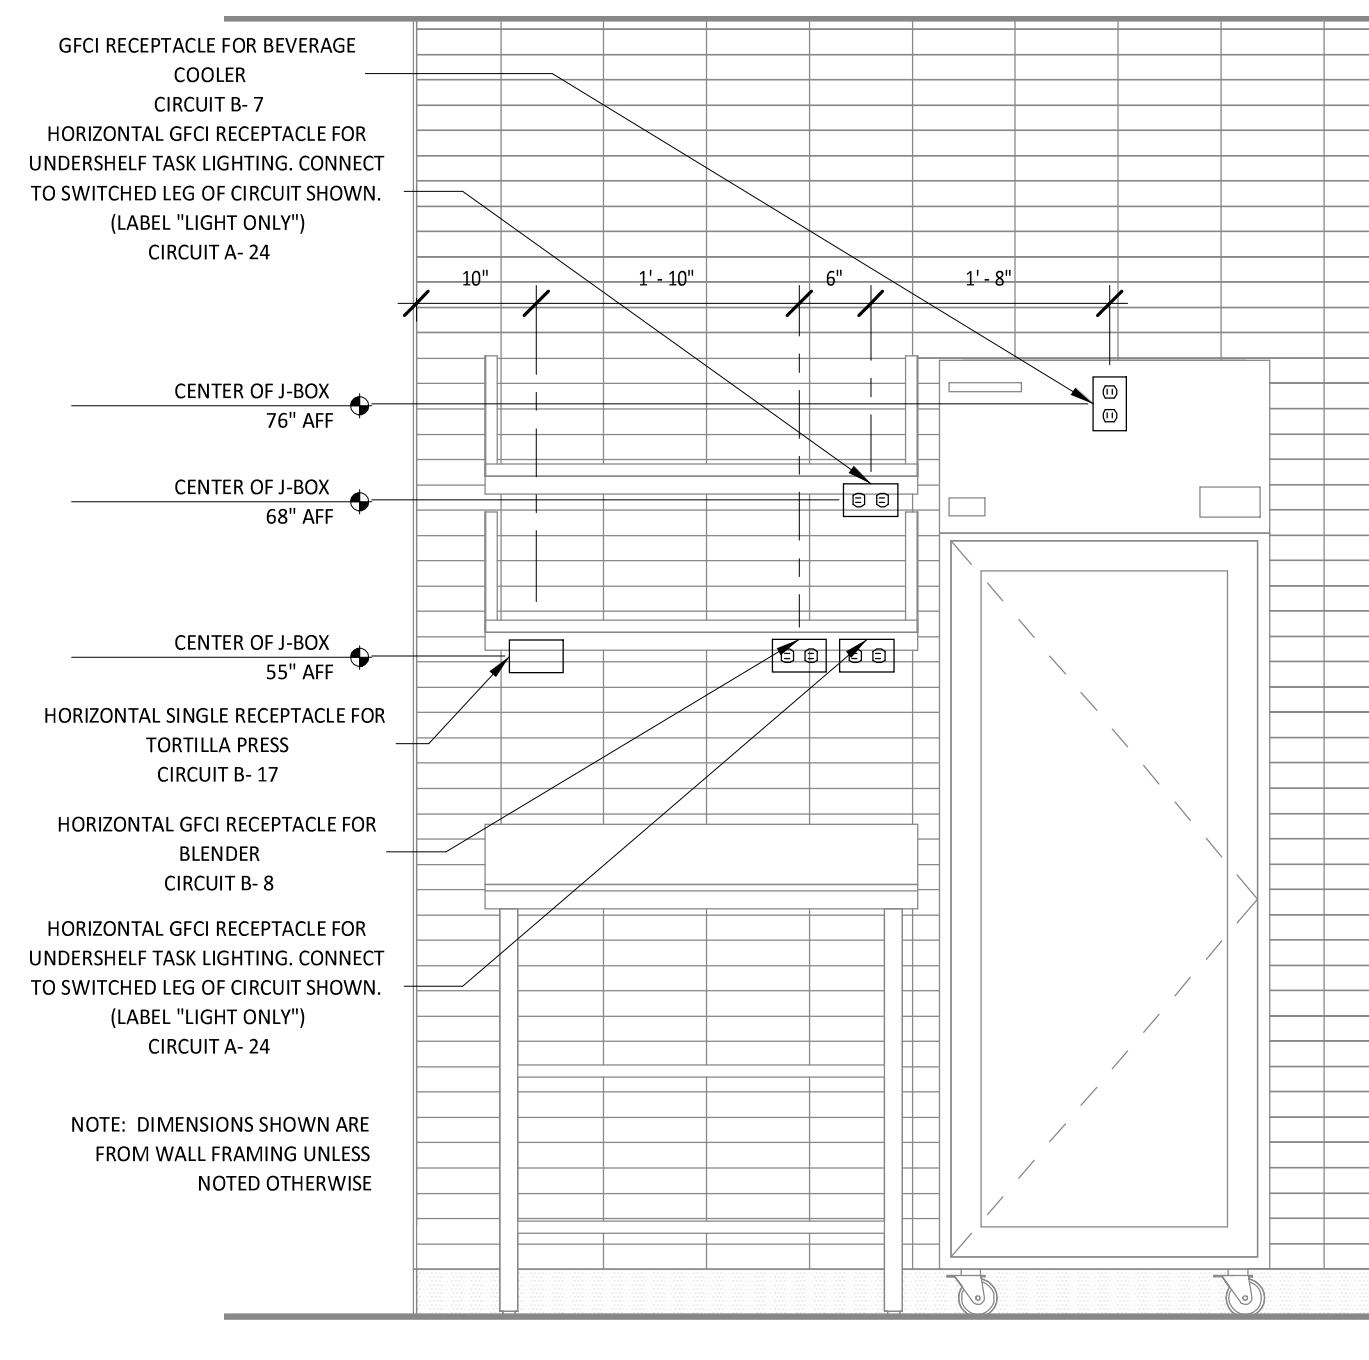 GFCI RECEPTACLE FOR BEVERAGE
COOLER
CIRCUIT B- 7
HORIZONTAL GFCI RECEPTACLE FOR
UNDERSHELF TASK LIGHTING. CONNECT
TO SWITCHED LEG OF CIRCUIT SHOWN.
(LABEL "LIGHT ONLY")
CIRCUIT A- 24
10" 1' - 10" 6" 1' - 8"
CENTER OF J-BOX
76" AFF
CENTER OF J-BOX
68" AFF
CENTER OF J-BOX
55" AFF
HORIZONTAL SINGLE RECEPTACLE FOR
TORTILLA PRESS
CIRCUIT B- 17
HORIZONTAL GFCI RECEPTACLE FOR
BLENDER
CIRCUIT B- 8
HORIZONTAL GFCI RECEPTACLE FOR
UNDERSHELF TASK LIGHTING. CONNECT
TO SWITCHED LEG OF CIRCUIT SHOWN.
(LABEL "LIGHT ONLY")
CIRCUIT A- 24
NOTE:  DIMENSIONS SHOWN ARE
FROM WALL FRAMING UNLESS
NOTED OTHERWISE